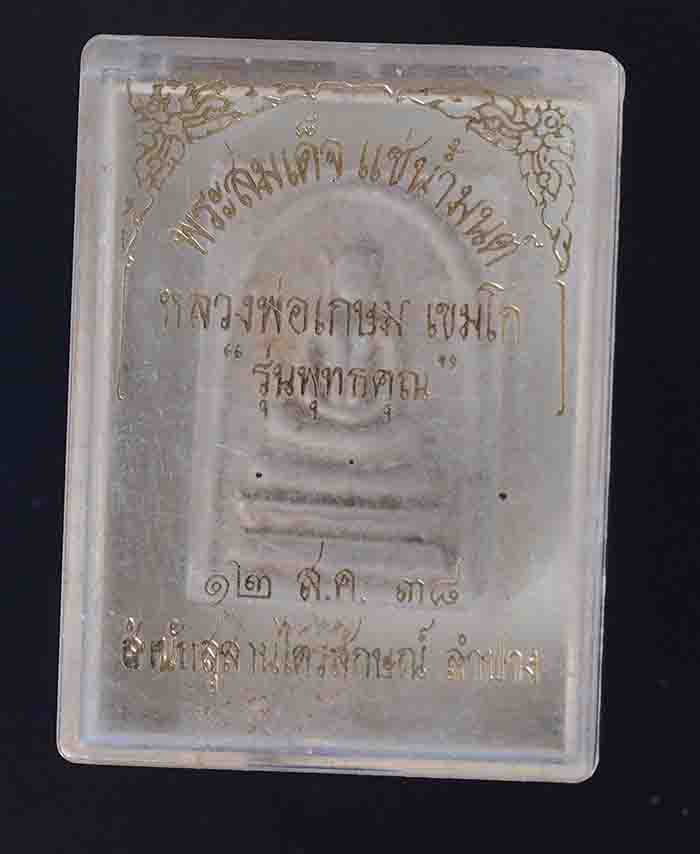 พระสมเด็จ แช่น้ำมนต์
หลวงพ่อเกษม เขมโก
"รุ่นพุทธคุณ"
๑๒ ส.ค. ๓๘
สำนักสุสานไตรลักษณ์ ลำปาง